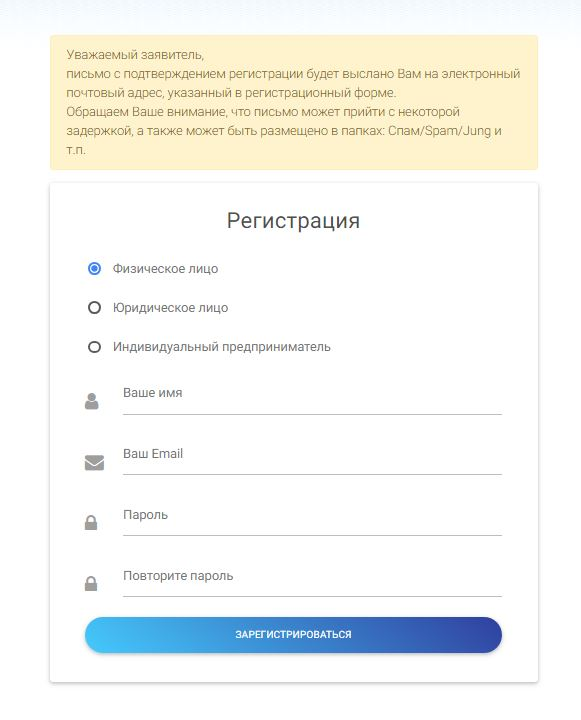 Уважаемый заявитель,
письмо с подтверждением регистрации будет выслано Вам на электронный
почтовый адрес, указанный в регистрационный форме.
Обращаем Ваше внимание, что письмо может прийти с некоторой
задержкой, а также может быть размещено в папках: Спам/Spam/Jung и
т.п.
Регистрация
Физическое лицо
Юридическое лицо
Индивидуальный предприниматель
Ваше имя
Ваш Email
Пароль
Повторите пароль
ЗАРЕГИСТРИРОВАТЬСЯ